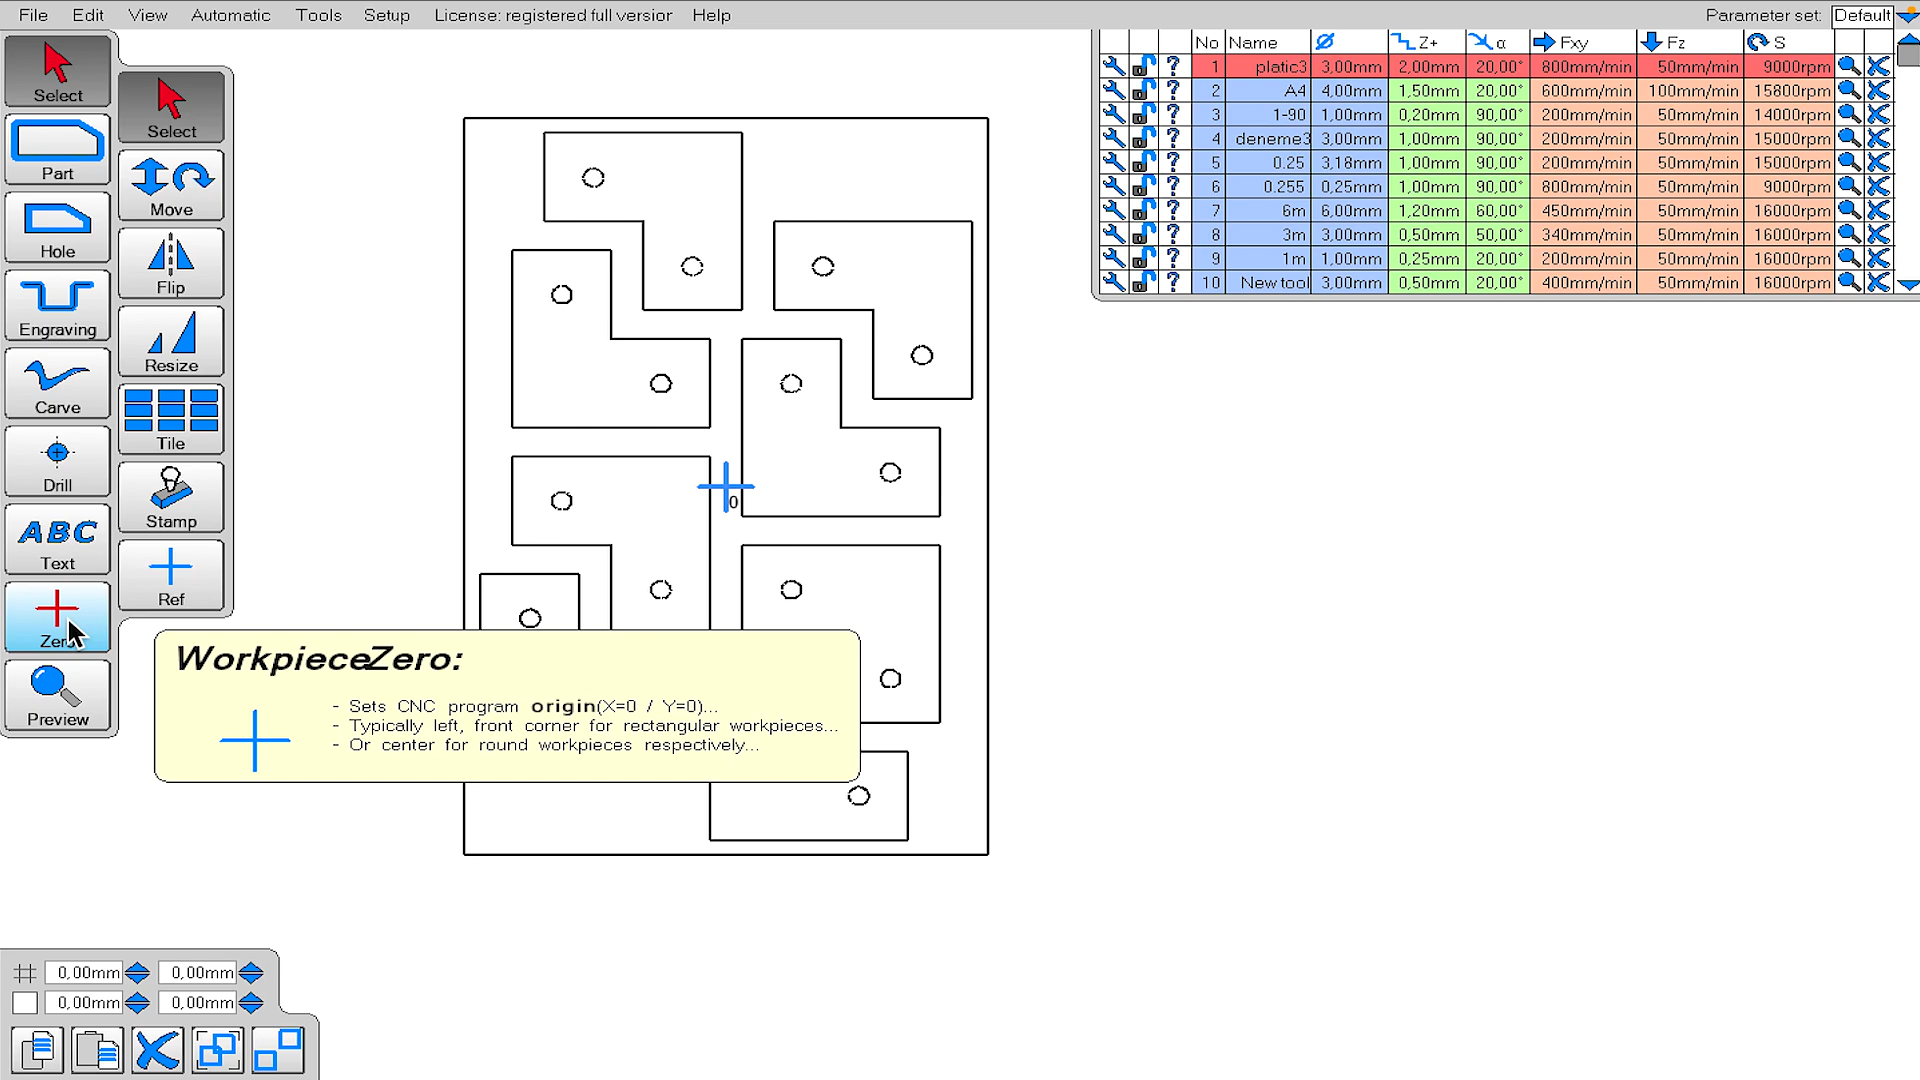 File Edit View Automatic Tools Setup License: registered full versior Help Parameter set: Default
Select
Part
Hole
Engraving
Carve
Drill
ABC
Text
Zero
Preview
Select
Move
Flip
Resize
Tile
Stamp
Ref
No Name Ø Z+ α Fxy Fz S
? 1 platic3 3,00mm 2,00mm 20,00° 800mm/min 50mm/min 9000rpm
? 2 A4 4,00mm 1,50mm 20,00° 600mm/min 100mm/min 15800rpm
? 3 1-90 1,00mm 0,20mm 90,00° 200mm/min 50mm/min 14000rpm
? 4 deneme3 3,00mm 1,00mm 90,00° 200mm/min 50mm/min 15000rpm
? 5 0.25 3,18mm 1,00mm 90,00° 200mm/min 50mm/min 15000rpm
? 6 0.255 0,25mm 1,00mm 90,00° 800mm/min 50mm/min 9000rpm
? 7 6m 6,00mm 1,20mm 60,00° 450mm/min 50mm/min 16000rpm
? 8 3m 3,00mm 0,50mm 50,00° 340mm/min 50mm/min 16000rpm
? 9 1m 1,00mm 0,25mm 20,00° 200mm/min 50mm/min 16000rpm
? 10 New tool 3,00mm 0,50mm 20,00° 400mm/min 50mm/min 16000rpm
0
WorkpieceZero:
- Sets CNC program origin(X=0 / Y=0)...
- Typically left, front corner for rectangular workpieces...
- Or center for round workpieces respectively...
0,00mm 0,00mm
0,00mm 0,00mm